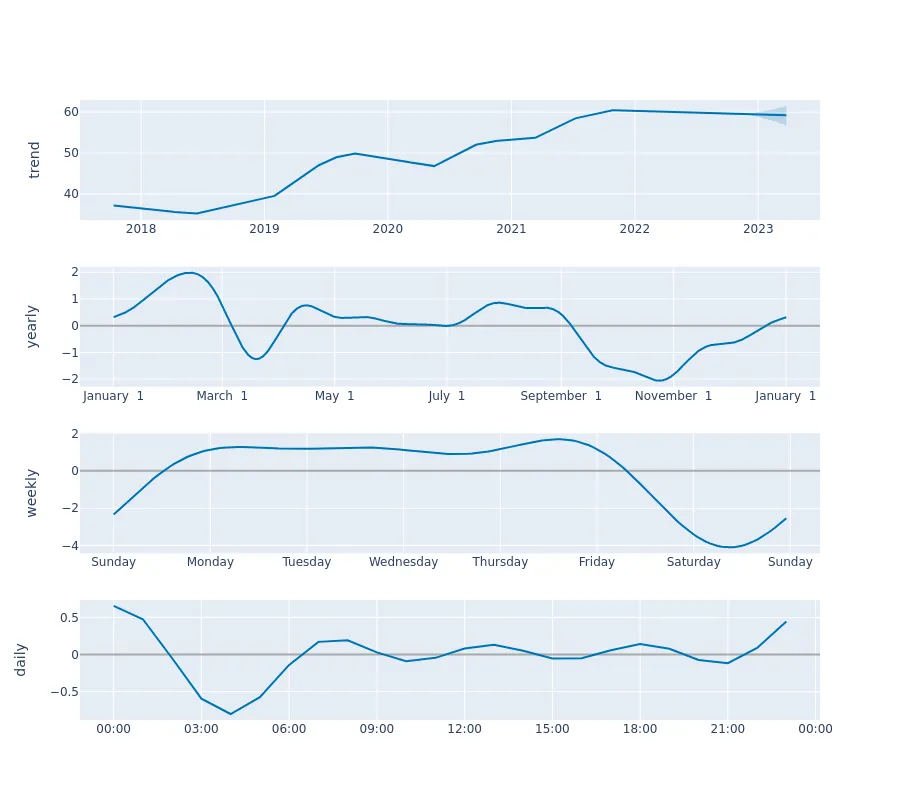 trend
60
50
40
2018 2019 2020 2021 2022 2023
yearly
2
1
0
−1
−2
January 1 March 1 May 1 July 1 September 1 November 1 January 1
weekly
2
0
−2
−4
Sunday Monday Tuesday Wednesday Thursday Friday Saturday Sunday
daily
0.5
0
−0.5
00:00 03:00 06:00 09:00 12:00 15:00 18:00 21:00 00:00